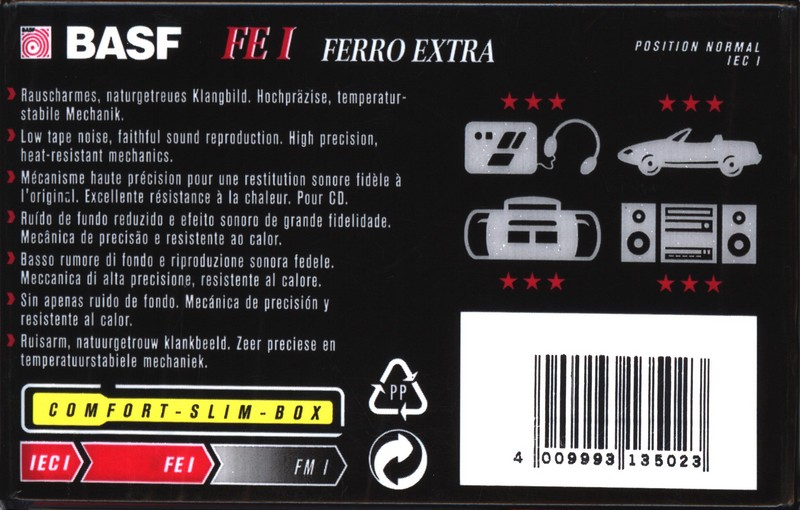 BASF FE I FERRO EXTRA
POSITION NORMAL
IEC I
Rauscharmes, naturgetreues Klangbild. Hochpräzise, temperatur-
stabile Mechanik.
Low tape noise, faithful sound reproduction. High precision,
heat-resistant mechanics.
Mécanisme haute précision pour une restitution sonore fidèle à
l'original. Excellente résistance à la chaleur. Pour CD.
Ruído de fundo reduzido e efeito sonoro de grande fidelidade.
Mecânica de precisão e resistente ao calor.
Basso rumore di fondo e riproduzione sonora fedele.
Meccanica di alta precisione, resistente al calore.
Sin apenas ruido de fondo. Mecánica de precisión y
resistente al calor.
Ruisarm, natuurgetrouw klankbeeld. Zeer preciese en
temperatuurstabiele mechaniek.
COMFORT-SLIM-BOX
IEC I FE I FM I
PP
4 009993 135023